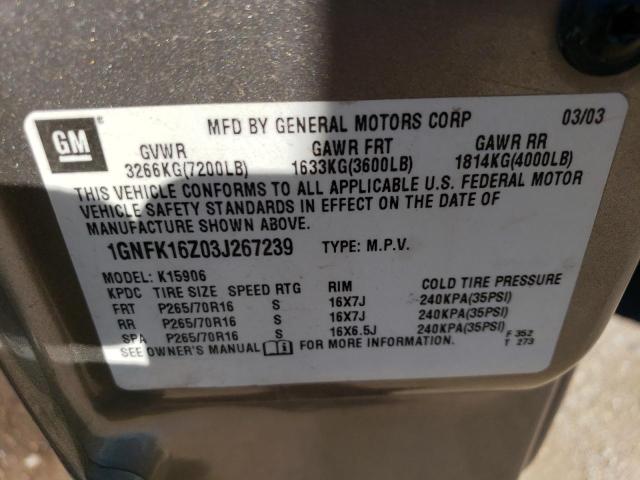 GM ®
MFD BY GENERAL MOTORS CORP 03/03
GVWR GAWR FRT GAWR RR
3266KG(7200LB) 1633KG(3600LB) 1814KG(4000LB)
THIS VEHICLE CONFORMS TO ALL APPLICABLE U.S. FEDERAL MOTOR
VEHICLE SAFETY STANDARDS IN EFFECT ON THE DATE OF
MANUFACTURE SHOWN ABOVE.
1GNFK16Z03J267239 TYPE: M.P.V.
MODEL: K15906
KPDC TIRE SIZE SPEED RTG RIM COLD TIRE PRESSURE
FRT P265/70R16 S 16X7J 240KPA(35PSI)
RR P265/70R16 S 16X7J 240KPA(35PSI)
SPA P265/70R16 S 16X6.5J 240KPA(35PSI)
SEE OWNER'S MANUAL FOR MORE INFORMATION.
F 352
T 273